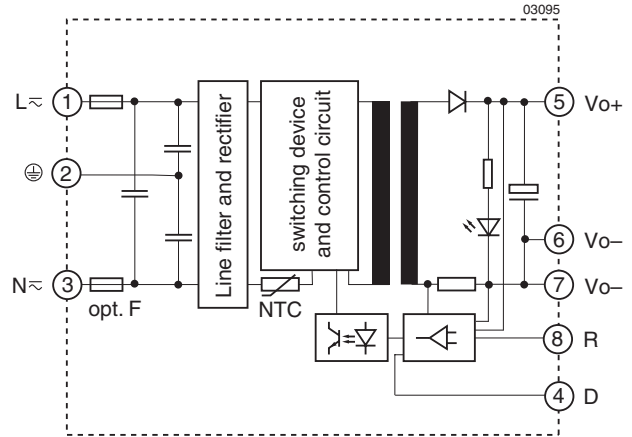 03095
L≂
1
5
Vo+
2
Line filter and rectifier
switching device
and control circuit
6
Vo–
N≂
3
opt. F
NTC
7
Vo–
8
R
4
D